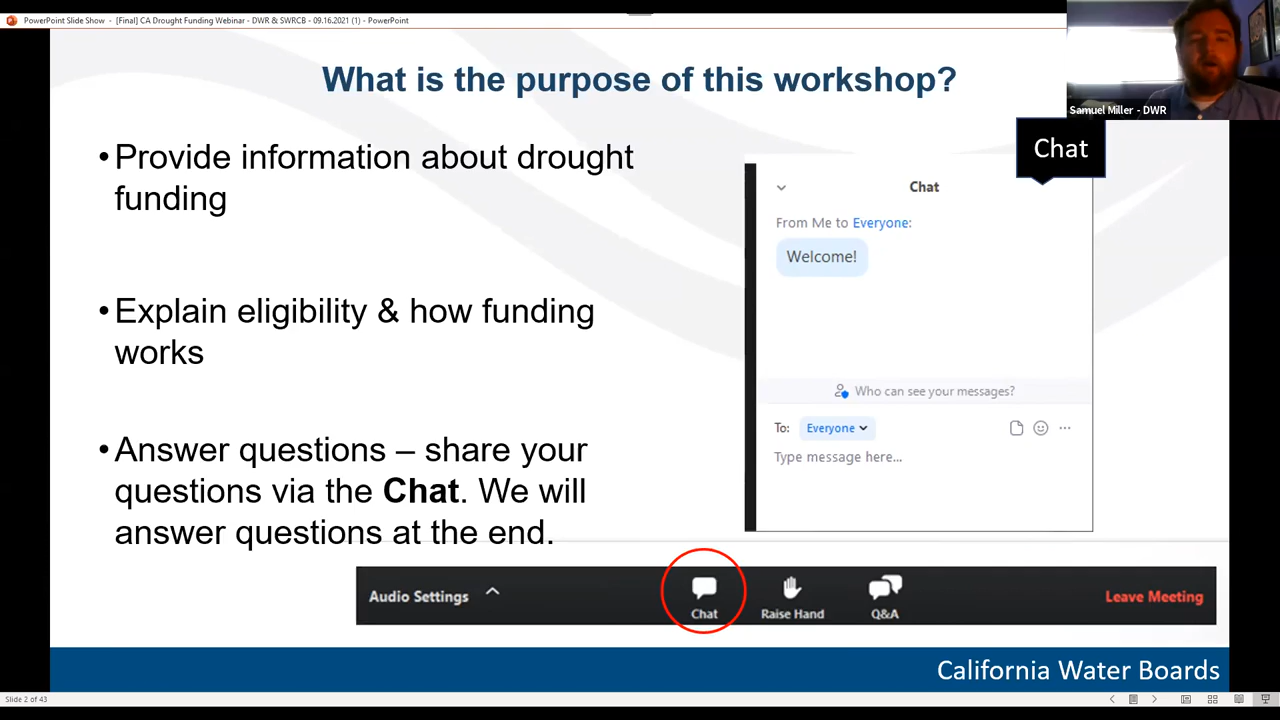 PowerPoint Slide Show - [Final] CA Drought Funding Webinar - DWR & SWRCB - 09.16.2021 (1) - PowerPoint
Samuel Miller - DWR
What is the purpose of this workshop?
•Provide information about drought
funding
•Explain eligibility & how funding
works
•Answer questions – share your
questions via the Chat. We will
answer questions at the end.
Chat
Chat
From Me to Everyone:
Welcome!
Who can see your messages?
To: Everyone
Type message here...
Audio Settings
Chat
Raise Hand
Q&A
Leave Meeting
California Water Boards
Slide 2 of 43